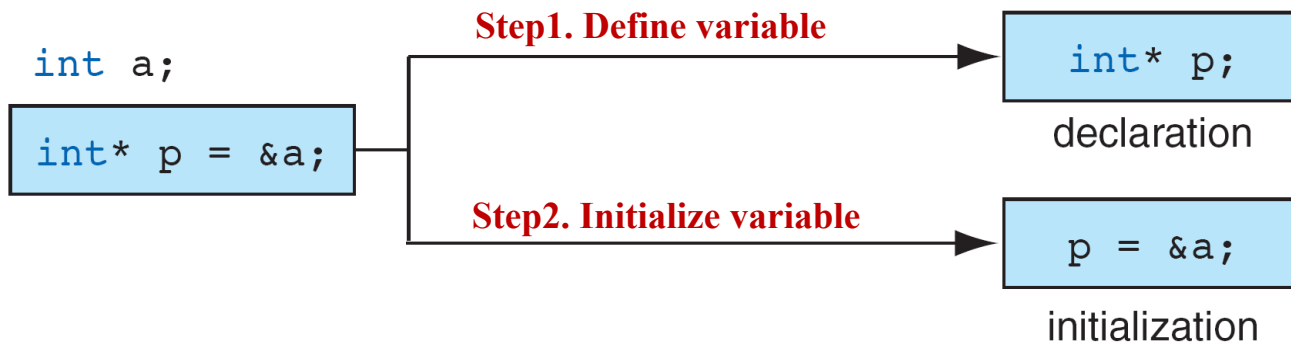 int a;
int* p = &a;
Step1. Define variable
int* p;
declaration
Step2. Initialize variable
p = &a;
initialization